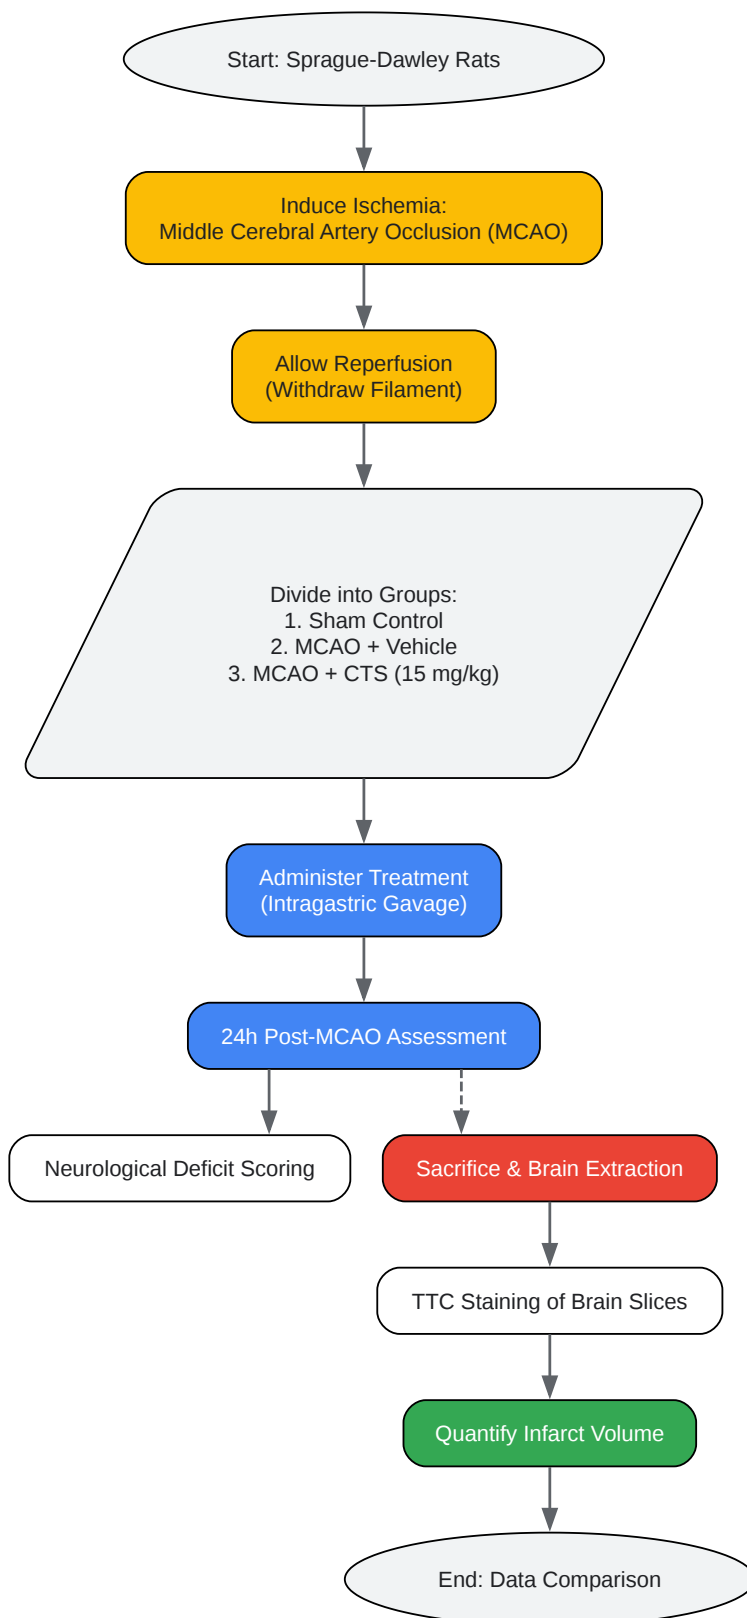 Start: Sprague-Dawley Rats
Induce Ischemia:
Middle Cerebral Artery Occlusion (MCAO)
Allow Reperfusion
(Withdraw Filament)
Divide into Groups:
1. Sham Control
2. MCAO + Vehicle
3. MCAO + CTS (15 mg/kg)
Administer Treatment
(Intragastric Gavage)
24h Post-MCAO Assessment
Neurological Deficit Scoring
Sacrifice & Brain Extraction
TTC Staining of Brain Slices
Quantify Infarct Volume
End: Data Comparison